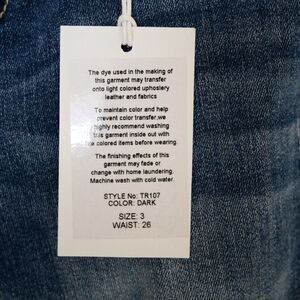 The dye used in the making of
this garment may transfer
onto light colored upholsery
leather and fabrics
To maintain color and help
prevent color transfer,we
highly recommend washing
this garment inside out with
like colored items before wearing
The finishing effects of this
garment may fade or
change with home laundering.
Machine wash with cold water.
STYLE No: TR107
COLOR: DARK
SIZE: 3
WAIST: 26